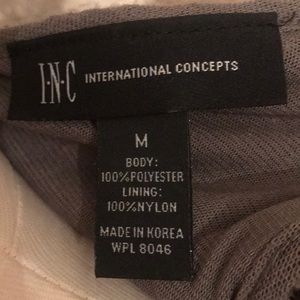 I·N·C INTERNATIONAL CONCEPTS
M
BODY:
100%POLYESTER
LINING:
100%NYLON
MADE IN KOREA
WPL 8046